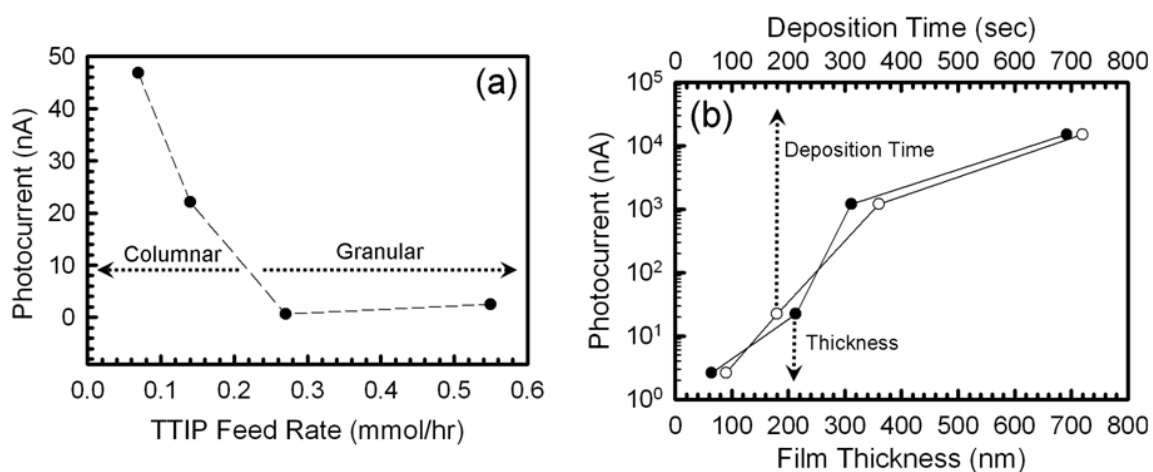 (a)
50
40
30
20
10
0
Photocurrent (nA)
Columnar
Granular
0.0 0.1 0.2 0.3 0.4 0.5 0.6
TTIP Feed Rate (mmol/hr)
Deposition Time (sec)
0 100 200 300 400 500 600 700 800
(b)
10⁵
10⁴
10³
10²
10¹
10⁰
Photocurrent (nA)
Deposition Time
Thickness
0 100 200 300 400 500 600 700 800
Film Thickness (nm)